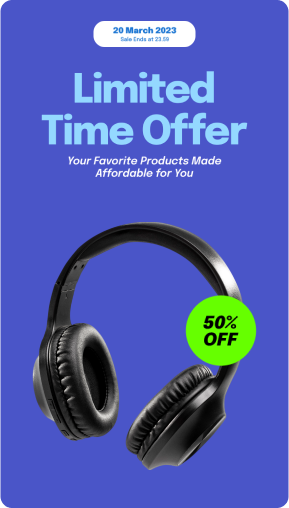 20 March 2023
Sale Ends at 23.59
Limited
Time Offer
Your Favorite Products Made
Affordable for You
50%
OFF